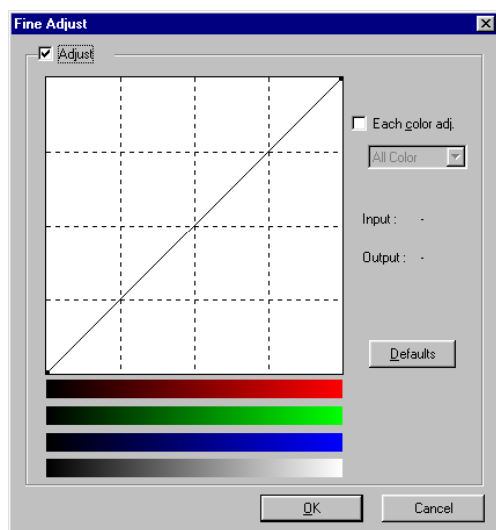 Fine Adjust
Adjust
Each color adj.
All Color
Input : -
Output : -
Defaults
OK
Cancel